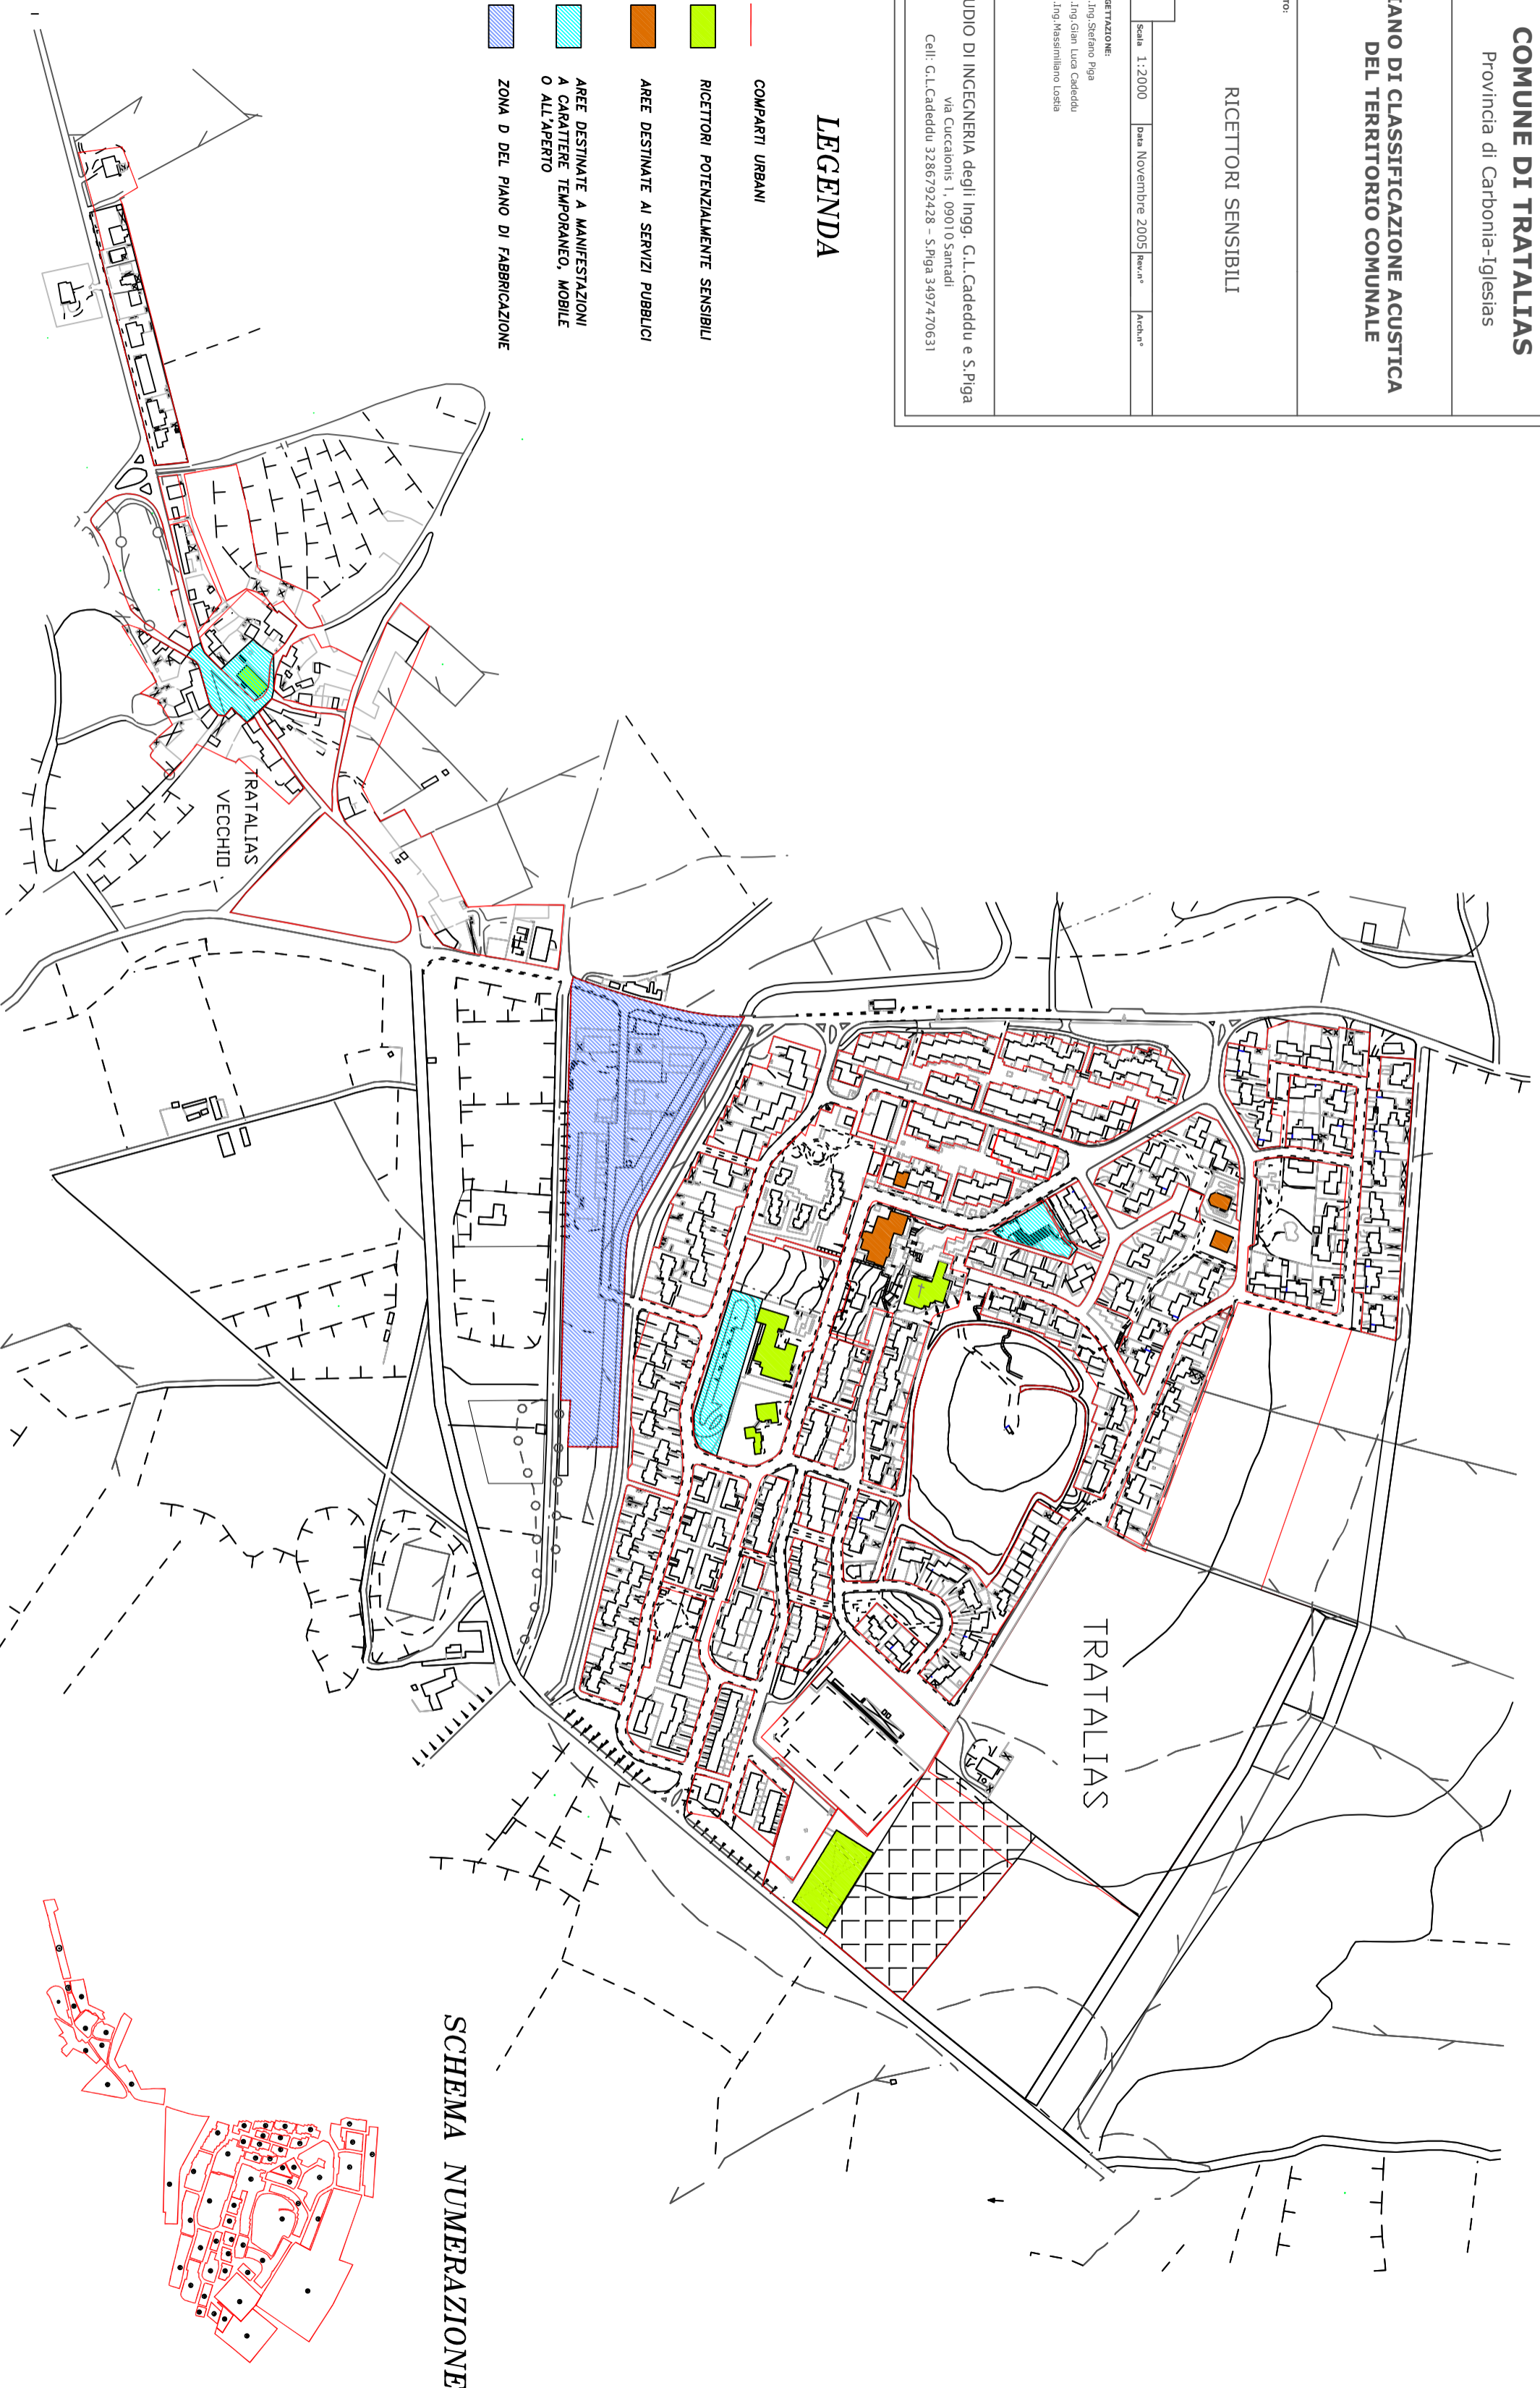 COMUNE DI TRATALIAS
Provincia di Carbonia-Iglesias
IANO DI CLASSIFICAZIONE ACUSTICA
DEL TERRITORIO COMUNALE
TO:
RICETTORI SENSIBILI
Scala 1:2000
Data Novembre 2005
Rev.n°
Arch.n°
GETTAZIONE:
.Ing.Stefano Piga
.Ing.Gian Luca Cadeddu
.Ing.Massimiliano Lostia
UDIO DI INGEGNERIA degli Ingg. G.L.Cadeddu e S.Piga
via Cuccaionis 1, 09010 Santadi
Cell: G.L.Cadeddu 3286792428 - S.Piga 3497470631
LEGENDA
COMPARTI URBANI
RICETTORI POTENZIALMENTE SENSIBILI
AREE DESTINATE AI SERVIZI PUBBLICI
AREE DESTINATE A MANIFESTAZIONI
A CARATTERE TEMPORANEO, MOBILE
O ALL'APERTO
ZONA D DEL PIANO DI FABBRICAZIONE
TRATALIAS
VECCHIO
TRATALIAS
SCHEMA NUMERAZIONE